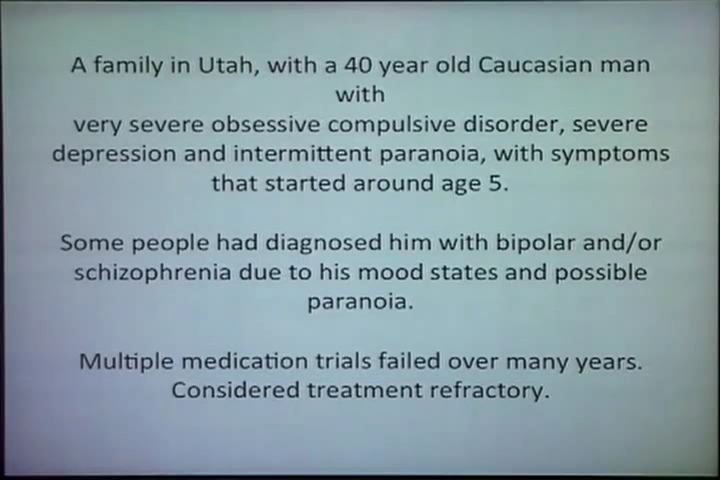 A family in Utah, with a 40 year old Caucasian man
with
very severe obsessive compulsive disorder, severe
depression and intermittent paranoia, with symptoms
that started around age 5.
Some people had diagnosed him with bipolar and/or
schizophrenia due to his mood states and possible
paranoia.
Multiple medication trials failed over many years.
Considered treatment refractory.